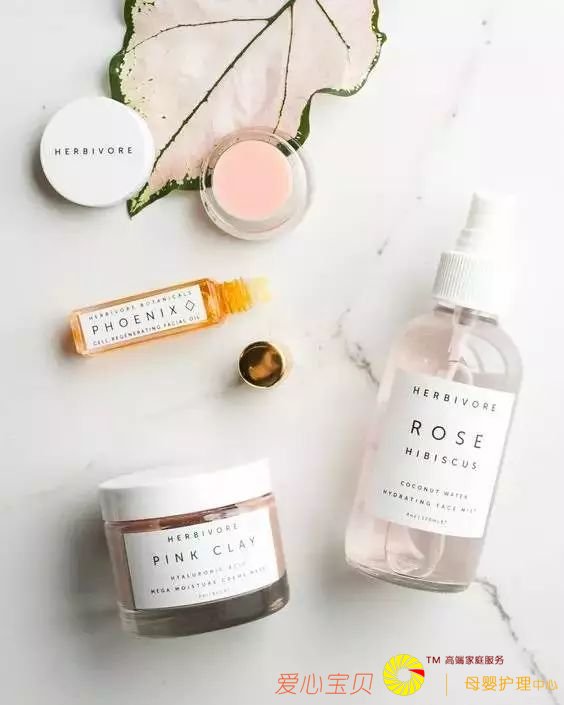 HERBIVORE
HERBIVORE BOTANICALS
PHOENIX
CELL REGENERATING FACIAL OIL
HERBIVORE
ROSE
HIBISCUS
COCONUT WATER
HYDRATING FACE MIST
4oz | 120ml ℮
HERBIVORE
PINK CLAY
HYALURONIC ACID
MEGA MOISTURE CREME MASK
爱心宝贝
TM 高端家庭服务
母婴护理中心